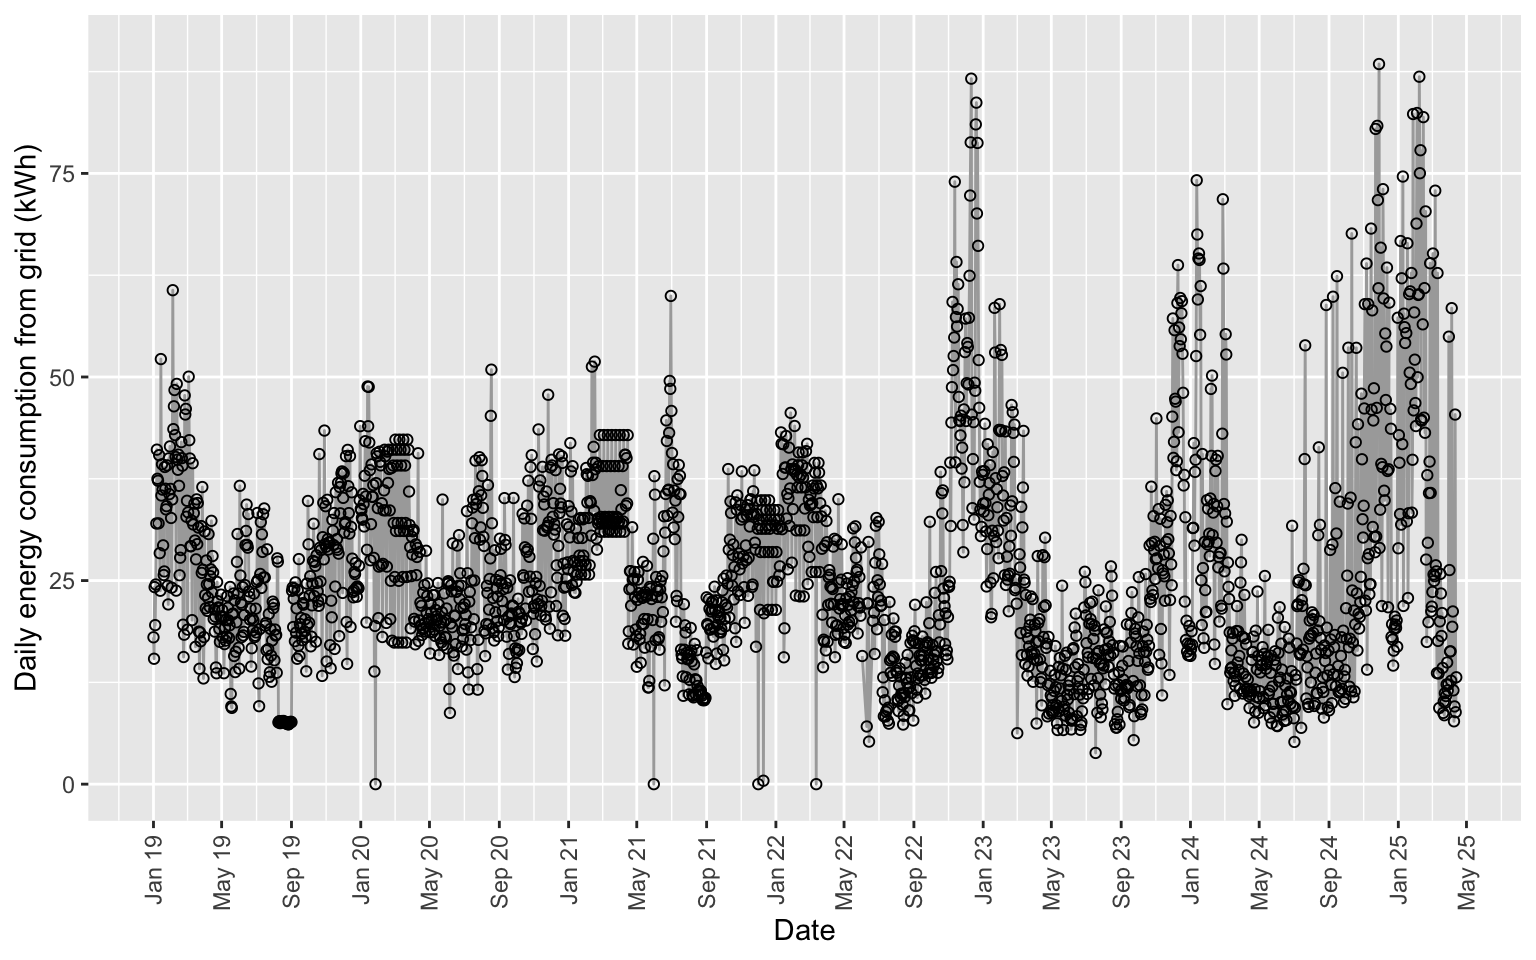 Daily energy consumption from grid (kWh)
75
50
25
0
Jan 19
May 19
Sep 19
Jan 20
May 20
Sep 20
Jan 21
May 21
Sep 21
Jan 22
May 22
Sep 22
Jan 23
May 23
Sep 23
Jan 24
May 24
Sep 24
Jan 25
May 25
Date